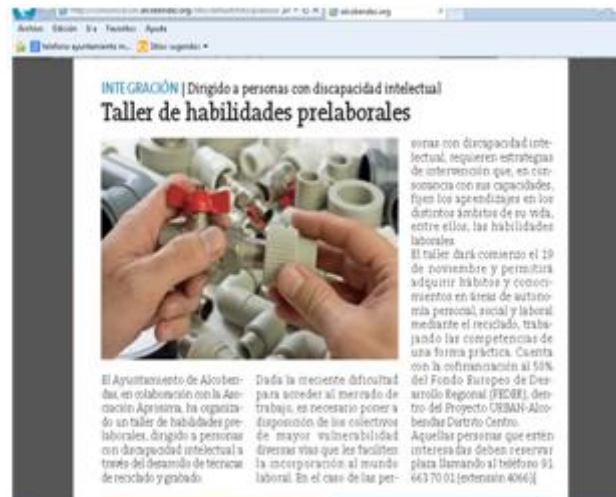 alcobendas.org
Archivo Edición Ver Favoritos Ayuda
INTEGRACIÓN | Dirigido a personas con discapacidad intelectual
Taller de habilidades prelaborales
El Ayuntamiento de Alcoben-
das, en colaboración con la Aso-
ciación Aprosima, ha organiza-
do un taller de habilidades pre-
laborales, dirigido a personas
con discapacidad intelectual a
través del desarrollo de técnicas
de reciclado y grabado.
Dada la creciente dificultad
para acceder al mercado de
trabajo, es necesario poner a
disposición de los colectivos
de mayor vulnerabilidad
diversas vías que les faciliten
la incorporación al mundo
laboral. En el caso de las per-
sonas con discapacidad inte-
lectual, requieren estrategias
de intervención que, en con-
sonancia con sus capacidades,
fijen los aprendizajes en los
distintos ámbitos de su vida,
entre ellos, las habilidades
laborales.
El taller dará comienzo el 19
de noviembre y permitirá
adquirir hábitos y conoci-
mientos en áreas de autono-
mía personal, social y laboral
mediante el reciclado, traba-
jando las competencias de
una forma práctica. Cuenta
con la cofinanciación al 50%
del Fondo Europeo de Des-
arrollo Regional (FEDER), den-
tro del Proyecto URBAN-Alco-
bendas Distrito Centro.
Aquellas personas que estén
interesadas deben reservar
plaza llamando al teléfono 91
663 70 01 (extensión 4066)